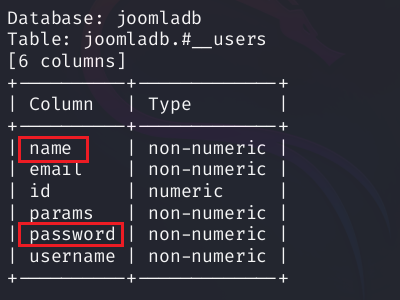 Database: joomladb
Table: joomladb.#__users
[6 columns]
+----------+-------------+
| Column   | Type        |
+----------+-------------+
| name     | non-numeric |
| email    | non-numeric |
| id       | numeric     |
| params   | non-numeric |
| password | non-numeric |
| username | non-numeric |
+----------+-------------+